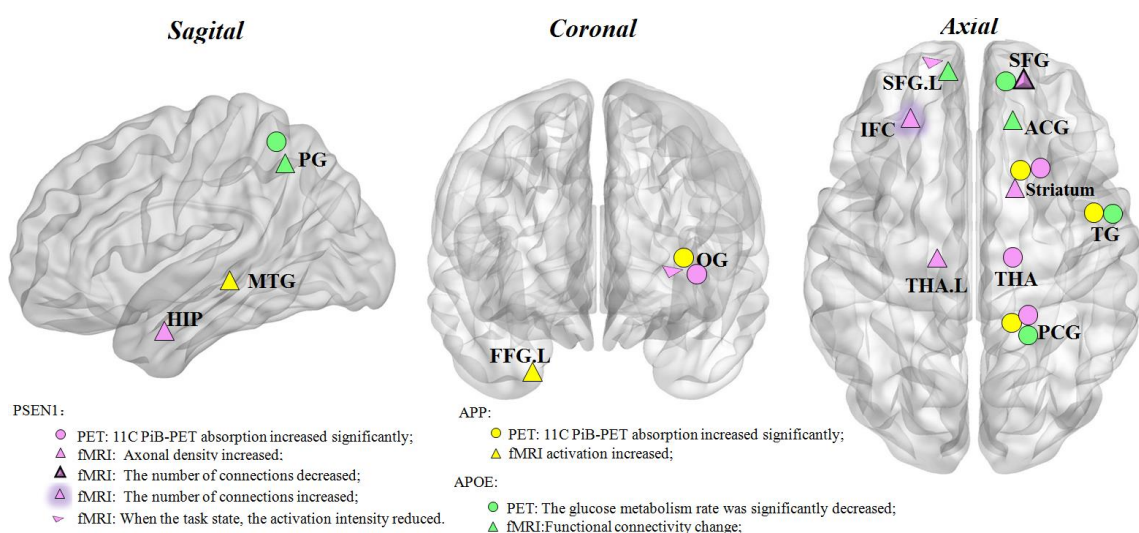 Sagital
Coronal
Axial
SFG
SFG.L
IFC
ACG
PG
Striatum
TG
OG
MTG
THA.L
THA
HIP
PCG
FFG.L
PSEN1：
PET: 11C PiB-PET absorption increased significantly;
fMRI: Axonal density increased;
fMRI: The number of connections decreased;
fMRI: The number of connections increased;
fMRI: When the task state, the activation intensity reduced.
APP:
PET: 11C PiB-PET absorption increased significantly;
fMRI activation increased;
APOE:
PET: The glucose metabolism rate was significantly decreased;
fMRI:Functional connectivity change;